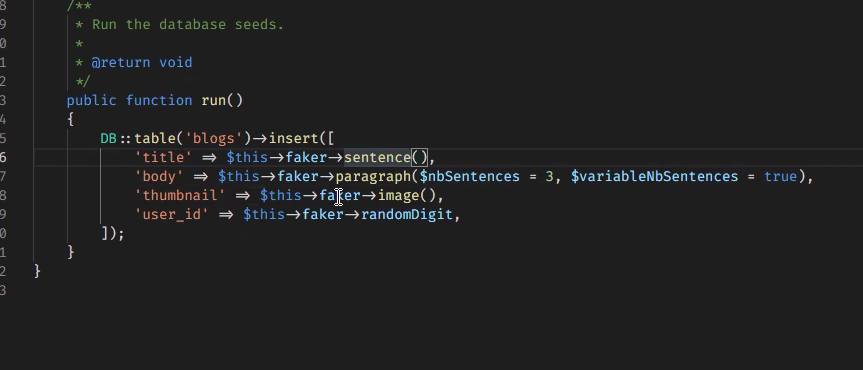 8 /**
9 * Run the database seeds.
0 *
1 * @return void
2 */
3 public function run()
4 {
5 DB::table('blogs')->insert([
6 'title' => $this->faker->sentence(),
7 'body' => $this->faker->paragraph($nbSentences = 3, $variableNbSentences = true),
8 'thumbnail' => $this->faker->image(),
9 'user_id' => $this->faker->randomDigit,
0 ]);
1 }
2 }
3